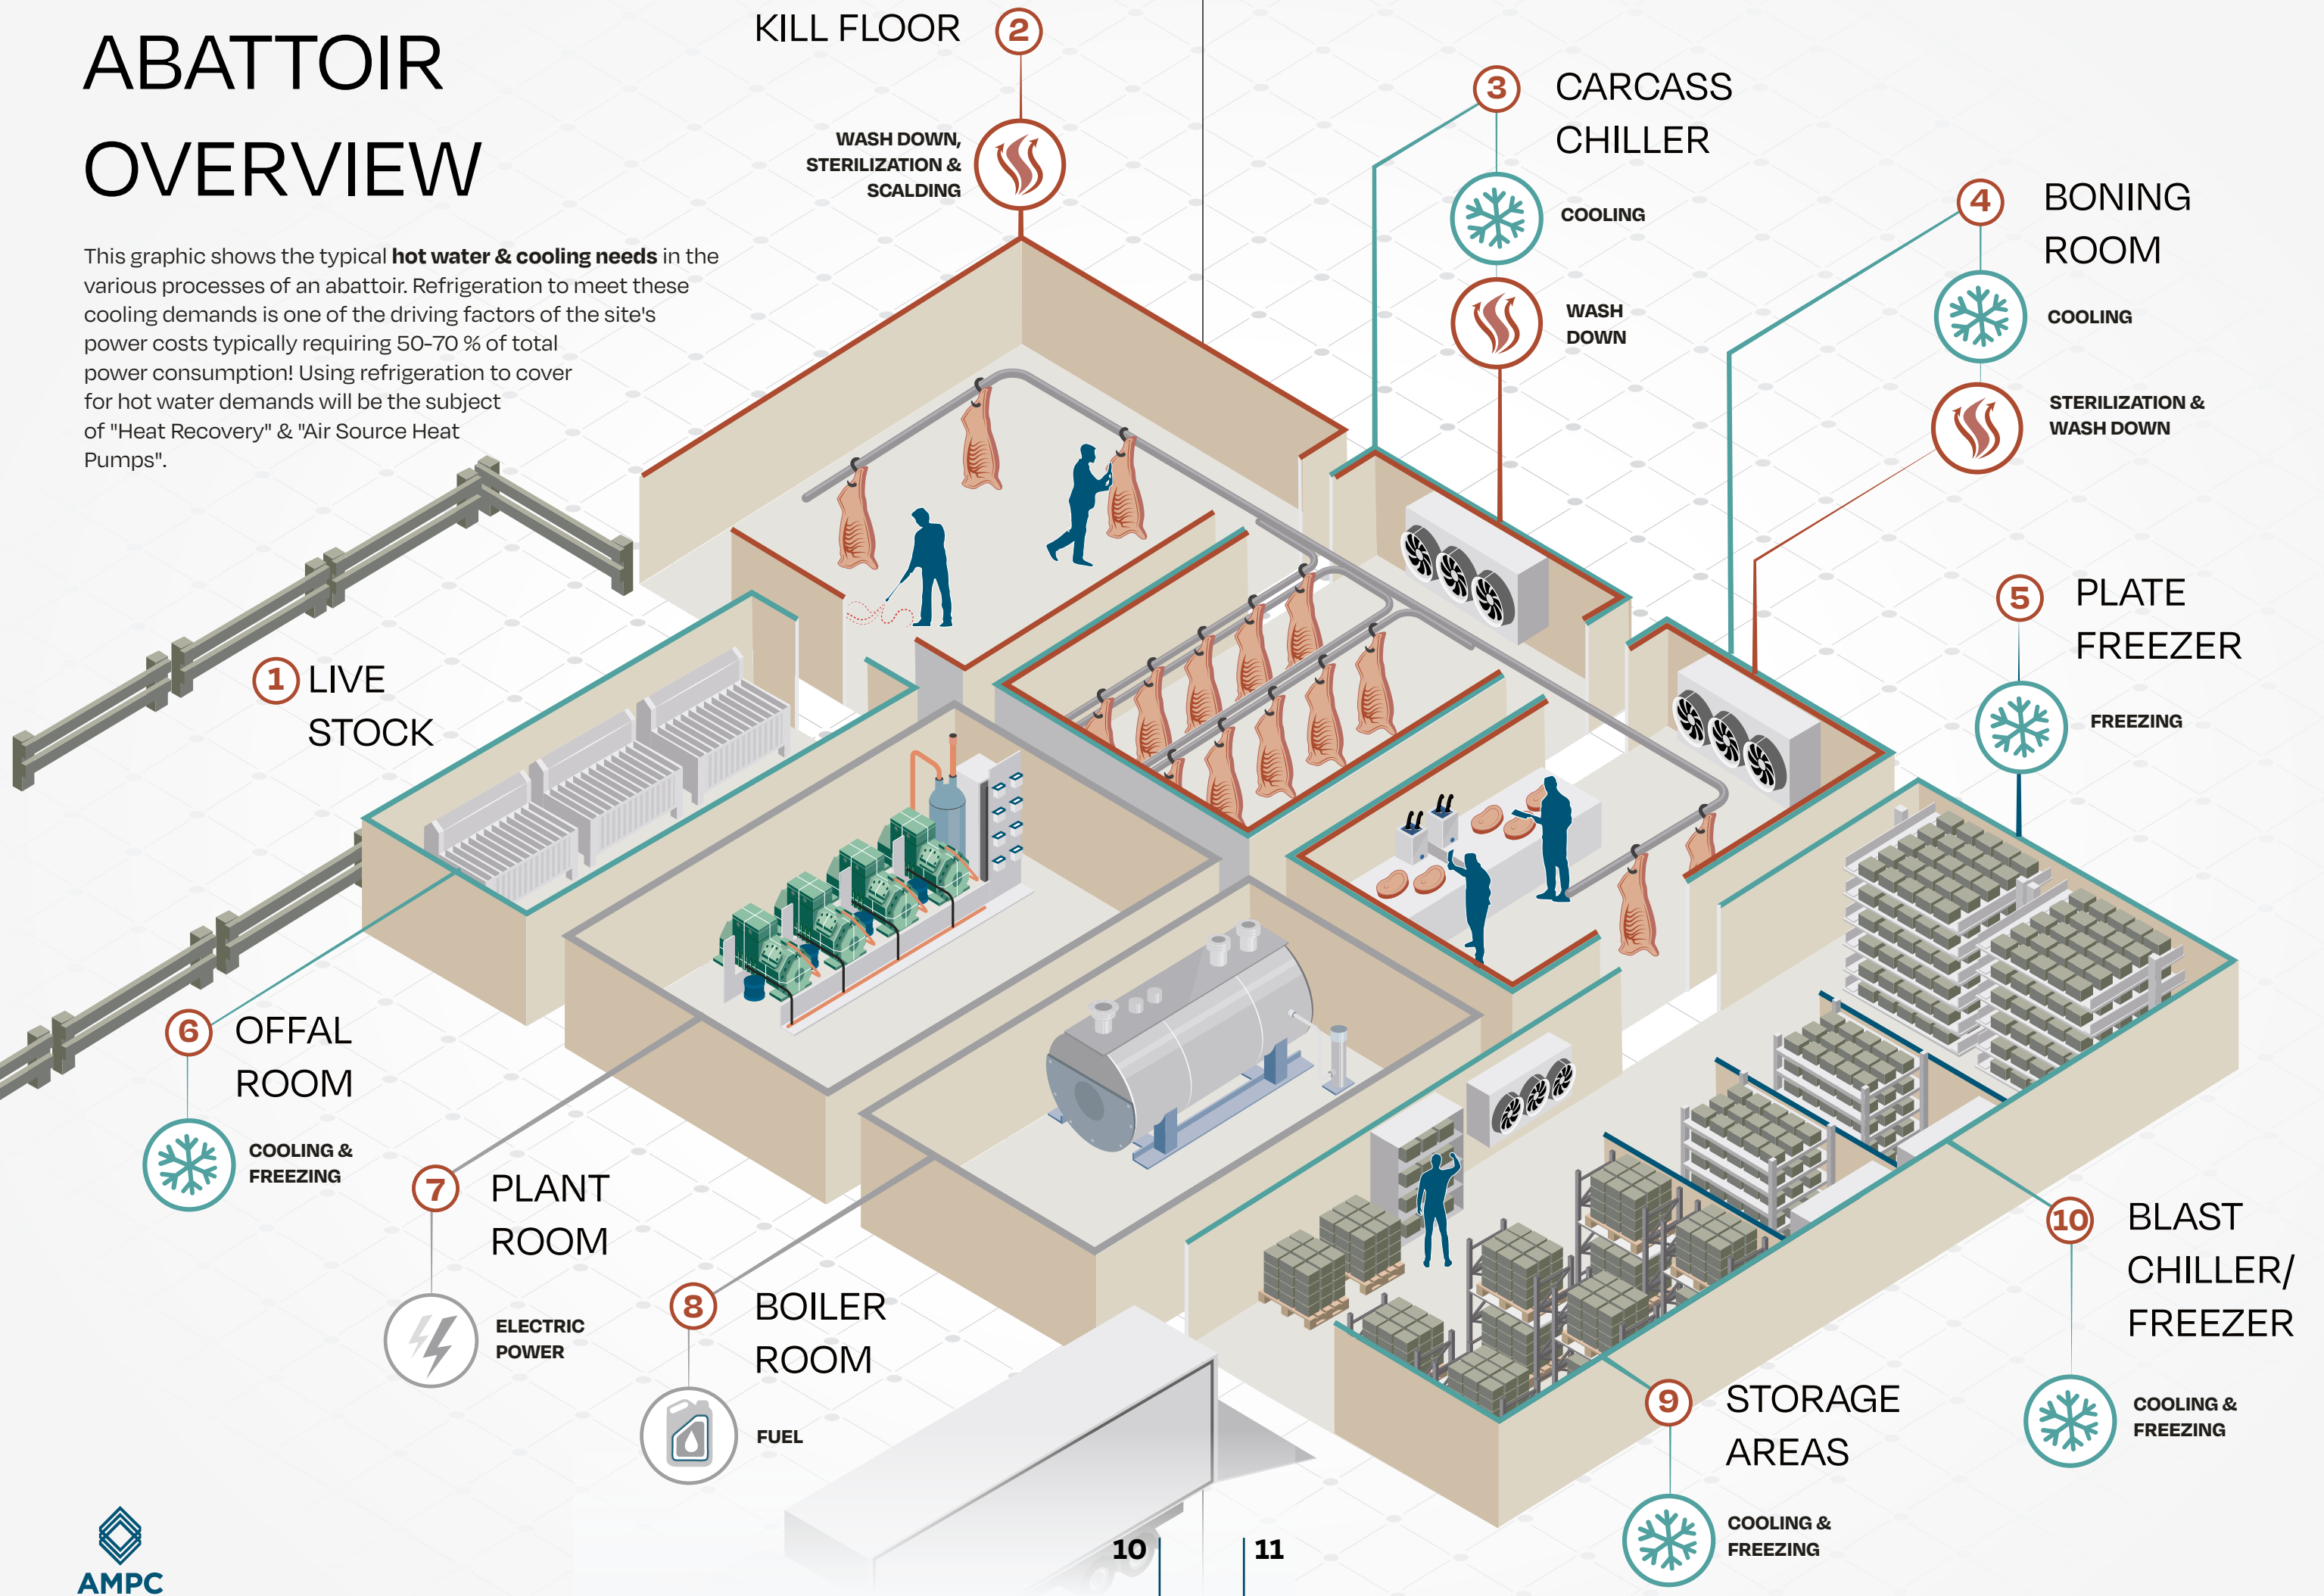 ABATTOIR
OVERVIEW
This graphic shows the typical hot water & cooling needs in the
various processes of an abattoir. Refrigeration to meet these
cooling demands is one of the driving factors of the site's
power costs typically requiring 50-70 % of total
power consumption! Using refrigeration to cover
for hot water demands will be the subject
of "Heat Recovery" & "Air Source Heat
Pumps".
1 LIVE
STOCK
KILL FLOOR 2
WASH DOWN,
STERILIZATION &
SCALDING
3 CARCASS
CHILLER
COOLING
WASH
DOWN
4 BONING
ROOM
COOLING
STERILIZATION &
WASH DOWN
5 PLATE
FREEZER
FREEZING
6 OFFAL
ROOM
COOLING &
FREEZING
7 PLANT
ROOM
ELECTRIC
POWER
8 BOILER
ROOM
FUEL
9 STORAGE
AREAS
COOLING &
FREEZING
10 BLAST
CHILLER/
FREEZER
COOLING &
FREEZING
AMPC
10
11